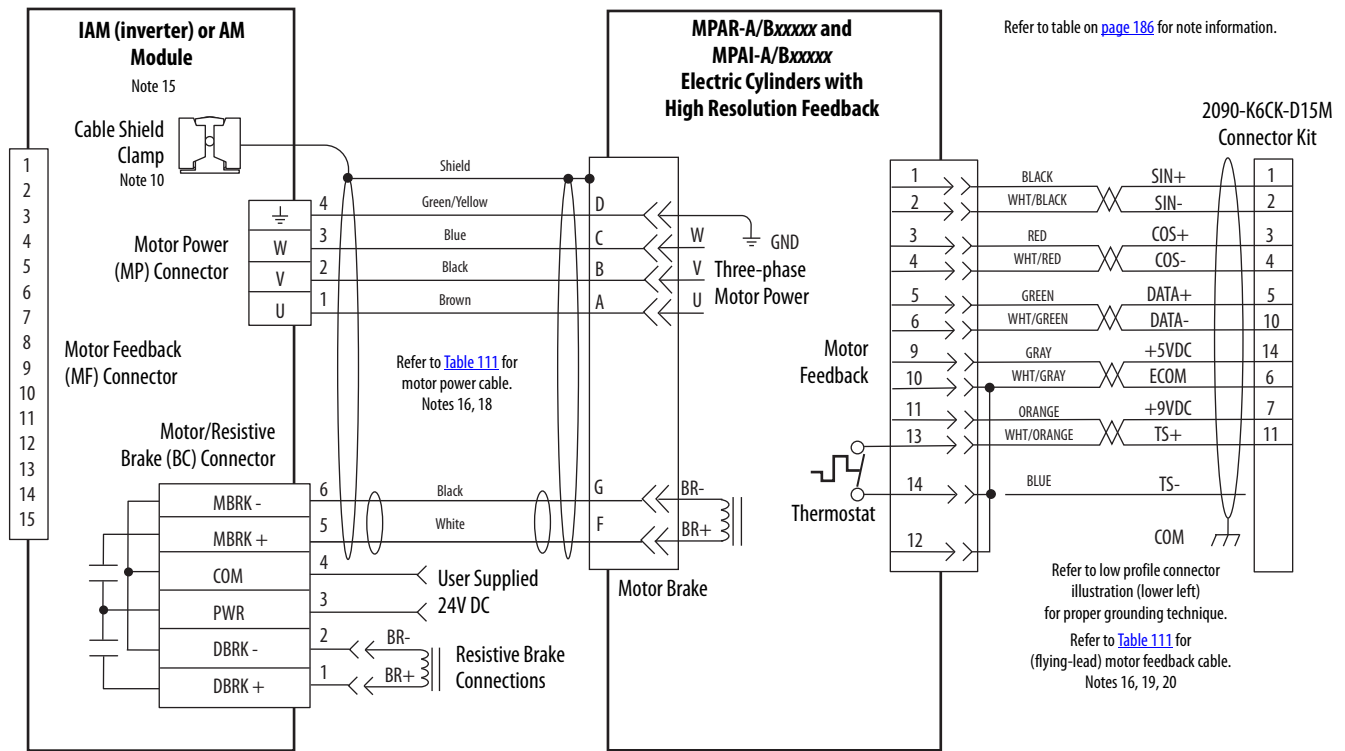 IAM (inverter) or AM
Module
Note 15
Cable Shield
Clamp
Note 10
1
2
3
4
5
6
7
8
9
10
11
12
13
14
15
Motor Feedback
(MF) Connector
Motor Power
(MP) Connector
W
V
U
4
3
2
1
Shield
Green/Yellow
Blue
Black
Brown
D
C
B
A
W
V
U
GND
Three-phase
Motor Power
Refer to Table 111 for
motor power cable.
Notes 16, 18
Motor/Resistive
Brake (BC) Connector
MBRK -
MBRK +
COM
PWR
DBRK -
DBRK +
6
5
4
3
2
1
Black
White
G
F
BR-
BR+
Motor Brake
User Supplied
24V DC
BR-
BR+
Resistive Brake
Connections
MPAR-A/Bxxxxx and
MPAI-A/Bxxxxx
Electric Cylinders with
High Resolution Feedback
Motor
Feedback
Thermostat
Refer to table on page 186 for note information.
2090-K6CK-D15M
Connector Kit
1 BLACK SIN+ 1
2 WHT/BLACK SIN- 2
3 RED COS+ 3
4 WHT/RED COS- 4
5 GREEN DATA+ 5
6 WHT/GREEN DATA- 10
9 GRAY +5VDC 14
10 WHT/GRAY ECOM 6
11 ORANGE +9VDC 7
13 WHT/ORANGE TS+ 11
14 BLUE TS-
12 COM
Refer to low profile connector
illustration (lower left)
for proper grounding technique.
Refer to Table 111 for
(flying-lead) motor feedback cable.
Notes 16, 19, 20